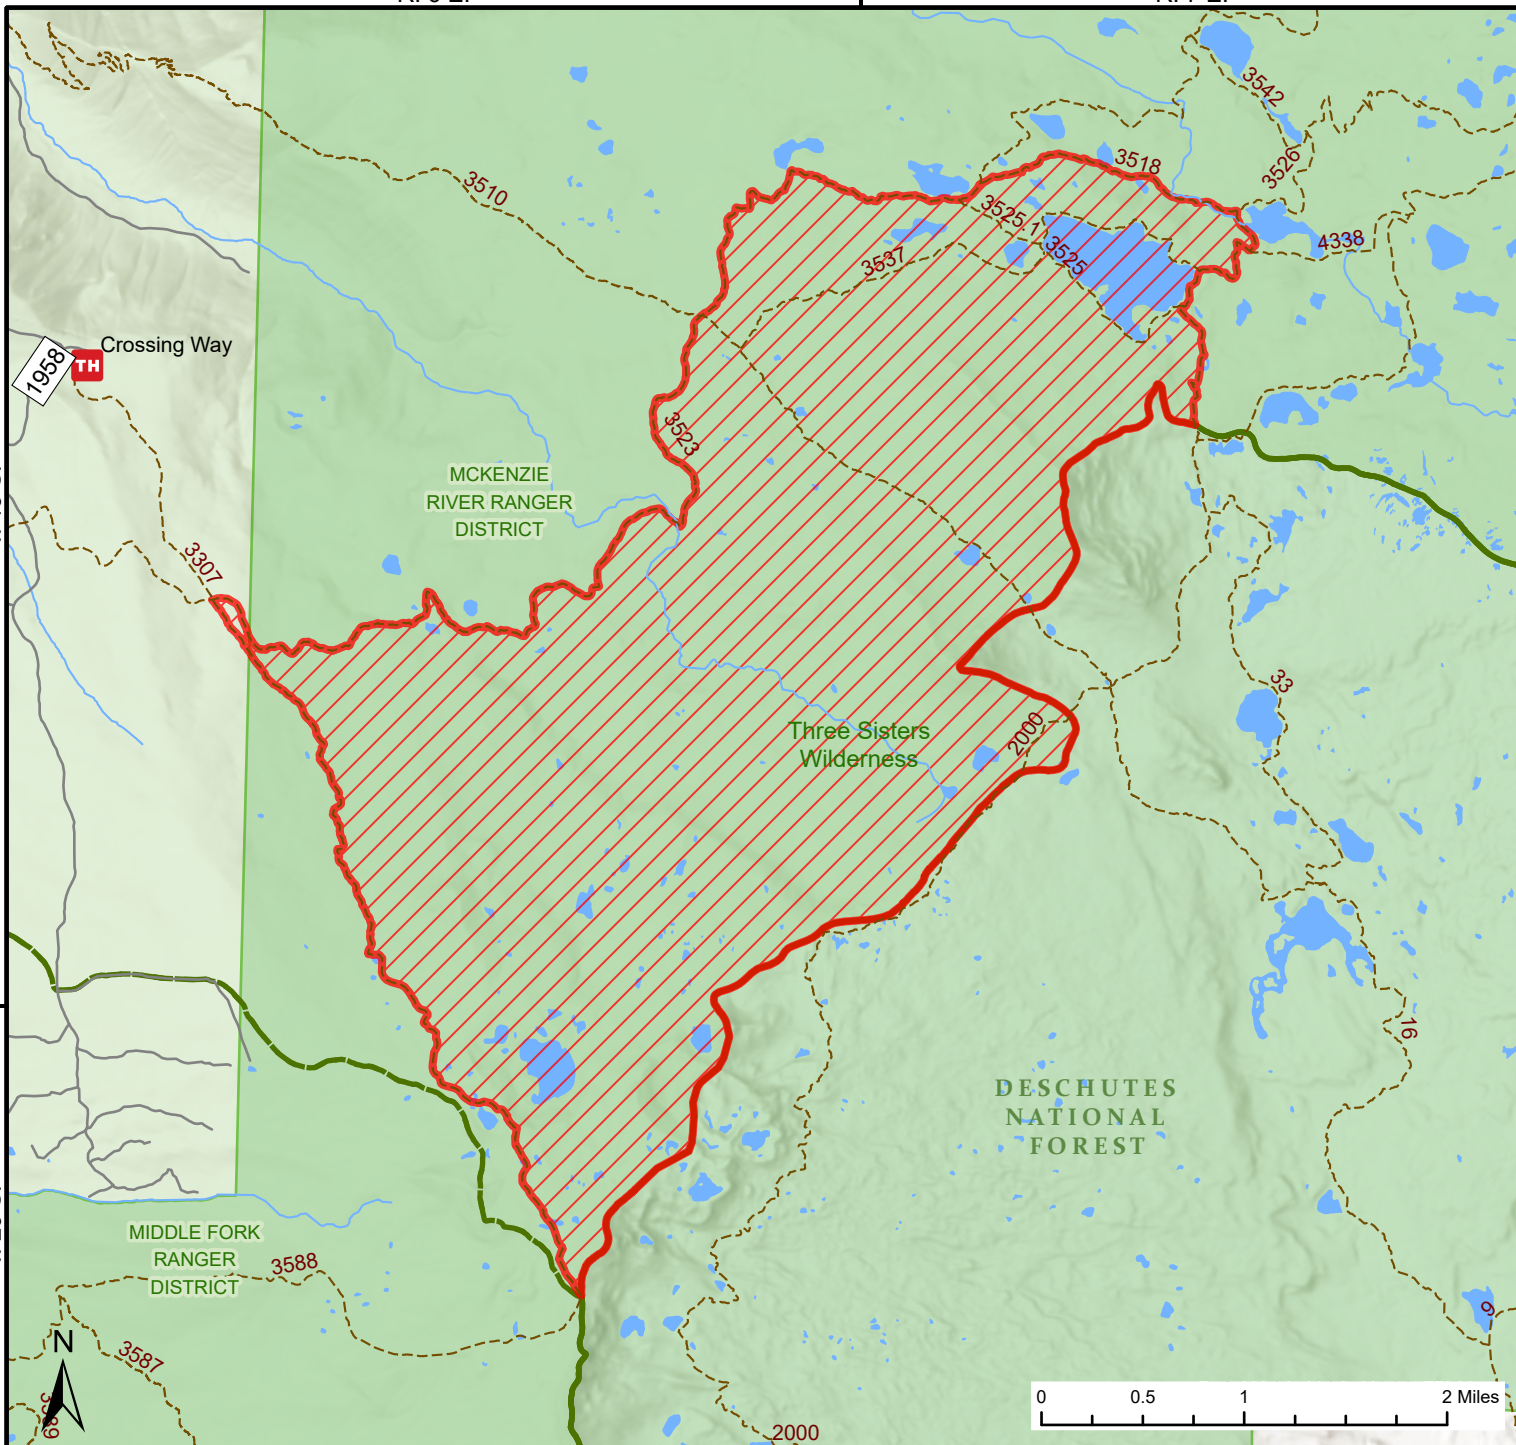 3542
3518
3526
3510
3525.1
4338
3525
3537
Crossing Way
TH
1958
3523
MCKENZIE
RIVER RANGER
DISTRICT
3307
33
2000
Three Sisters
Wilderness
16
DESCHUTES
NATIONAL
FOREST
MIDDLE FORK
RANGER
DISTRICT
3588
9
N
3587
0 0.5 1 2 Miles
2000